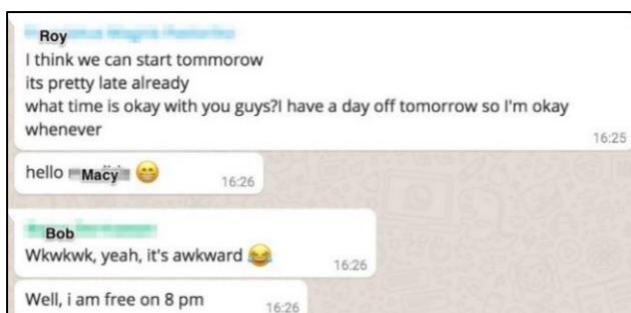 Roy
I think we can start tommorow
its pretty late already
what time is okay with you guys?I have a day off tomorrow so I'm okay
whenever
16:25
hello Macy 😁
16:26
Bob
Wkwkwk, yeah, it's awkward 😂
16:26
Well, i am free on 8 pm
16:26